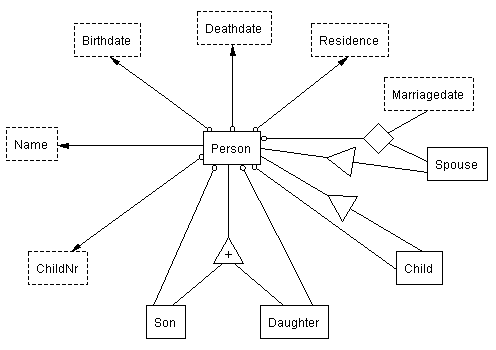 Deathdate
Birthdate
Residence
Marriagedate
Name
Person
Spouse
+
ChildNr
Child
Son
Daughter